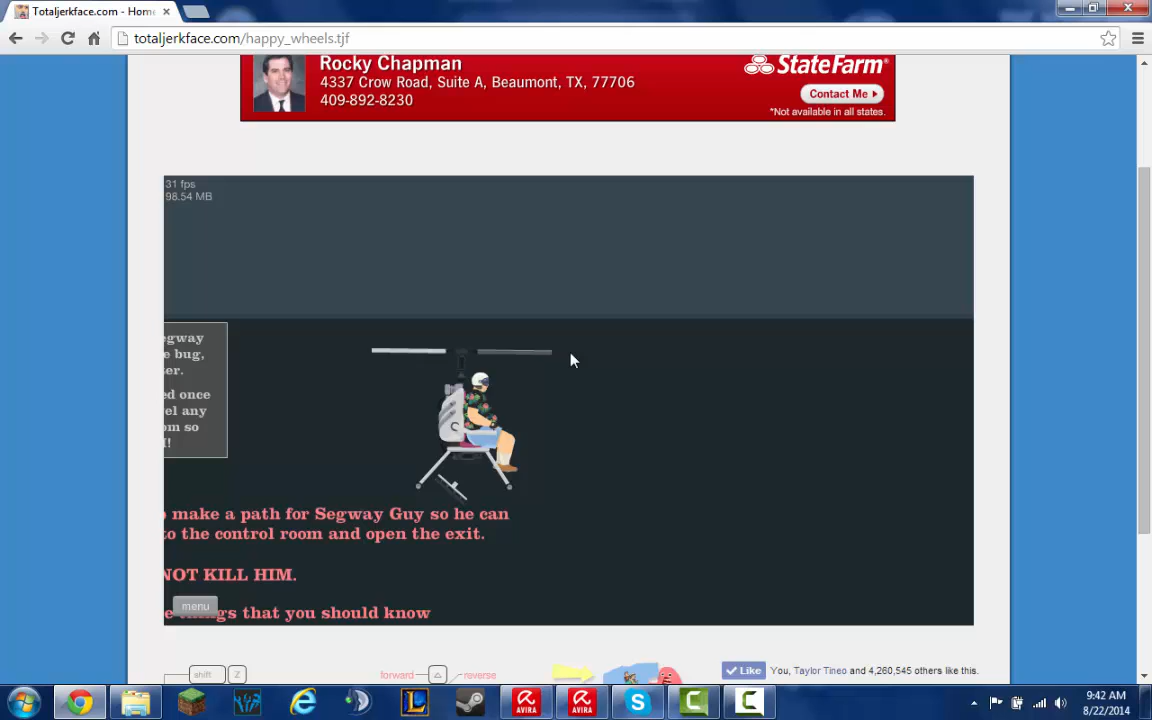 Totaljerkface.com - Hom
totaljerkface.com/happy_wheels.tjf
Rocky Chapman
4337 Crow Road, Suite A, Beaumont, TX, 77706
409-892-8230
StateFarm®
Contact Me
*Not available in all states.
31 fps
98.54 MB
egway
e bug,
ter.
ed once
el any
om so
!
make a path for Segway Guy so he can
to the control room and open the exit.
NOT KILL HIM.
menu
things that you should know
shift
Z
forward
reverse
Like
You, Taylor Tineo and 4,260,545 others like this.
AVIRA
AVIRA
9:42 AM
8/22/2014